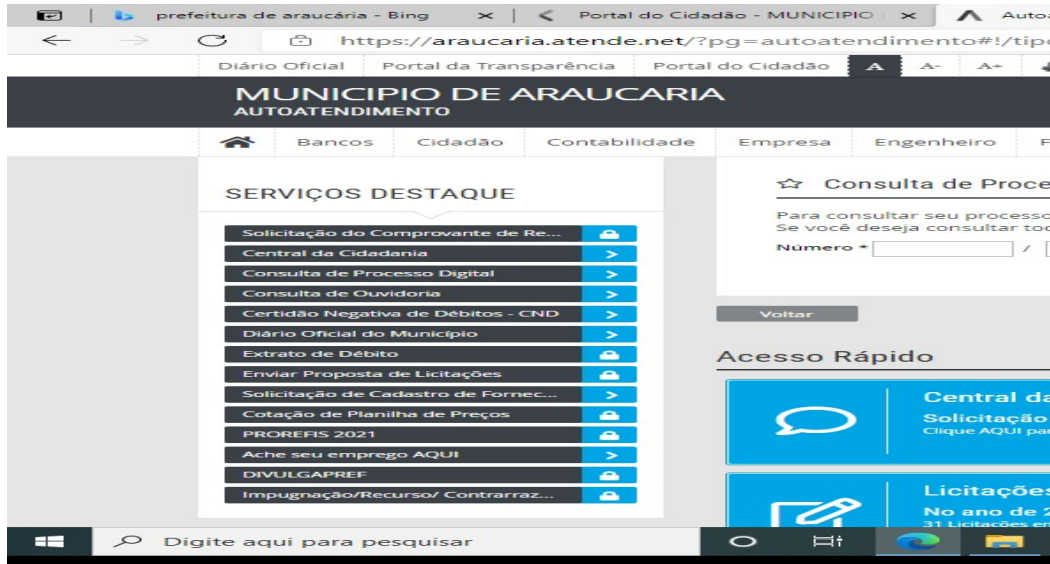 prefeitura de araucária - Bing
Portal do Cidadão - MUNICIPIO
https://araucaria.atende.net/?pg=autoatendimento#!/tipo
Diário Oficial Portal da Transparência Portal do Cidadão A A- A+
MUNICIPIO DE ARAUCARIA
AUTOATENDIMENTO
Bancos Cidadão Contabilidade Empresa Engenheiro
SERVIÇOS DESTAQUE
Solicitação do Comprovante de Re...
Central da Cidadania
Consulta de Processo Digital
Consulta de Ouvidoria
Certidão Negativa de Débitos - CND
Diário Oficial do Município
Extrato de Débito
Enviar Proposta de Licitações
Solicitação de Cadastro de Fornec...
Cotação de Planilha de Preços
PROREFIS 2021
Ache seu emprego AQUI
DIVULGAPREF
Impugnação/Recurso/ Contrarraz...
Consulta de Proce
Para consultar seu processo
Se você deseja consultar tod
Número * /
Voltar
Acesso Rápido
Central da
Solicitação
Clique AQUI par
Licitações
No ano de 2
31 Licitações em
Digite aqui para pesquisar